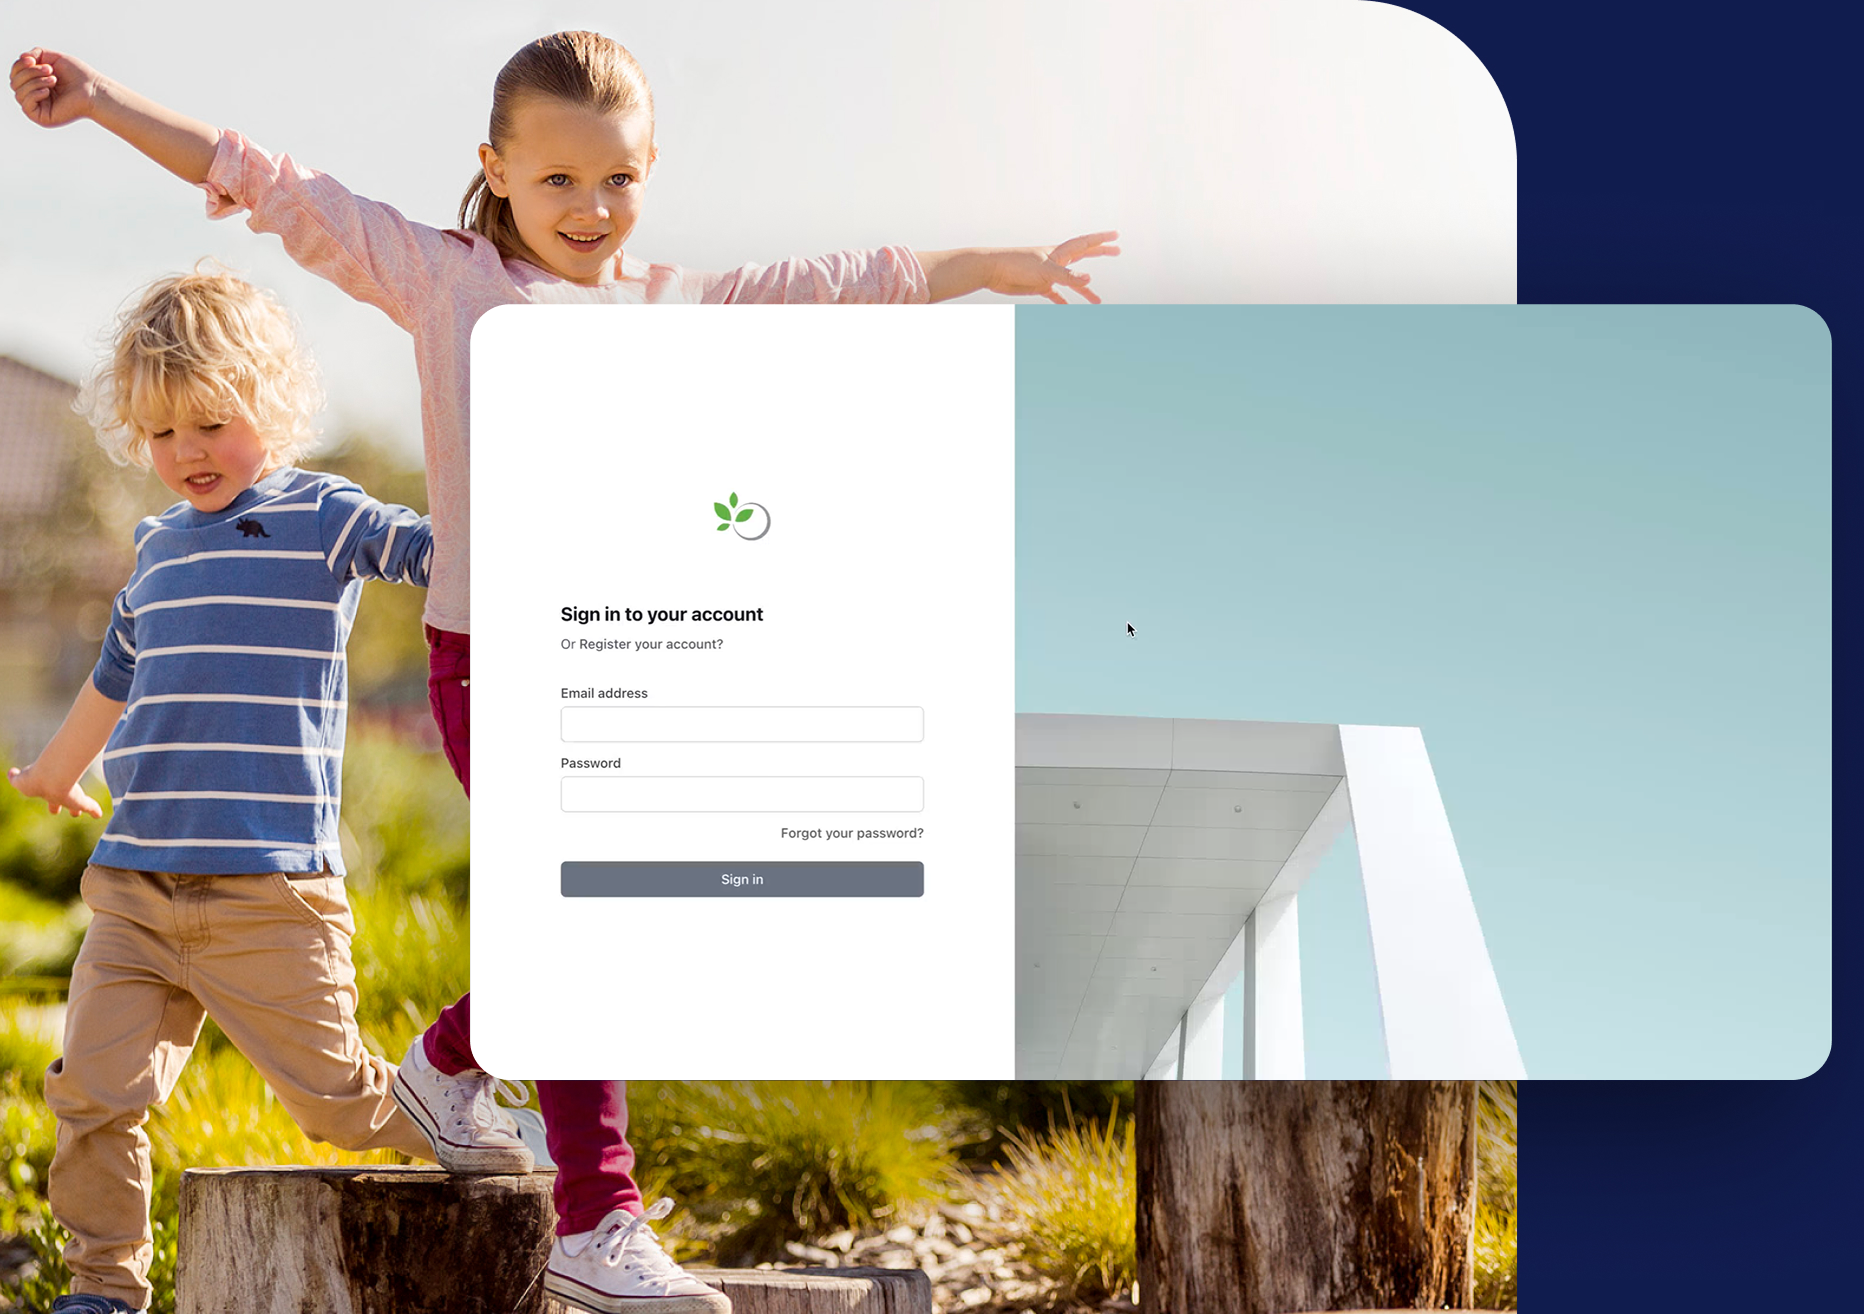 Sign in to your account
Or Register your account?
Email address
Password
Forgot your password?
Sign in